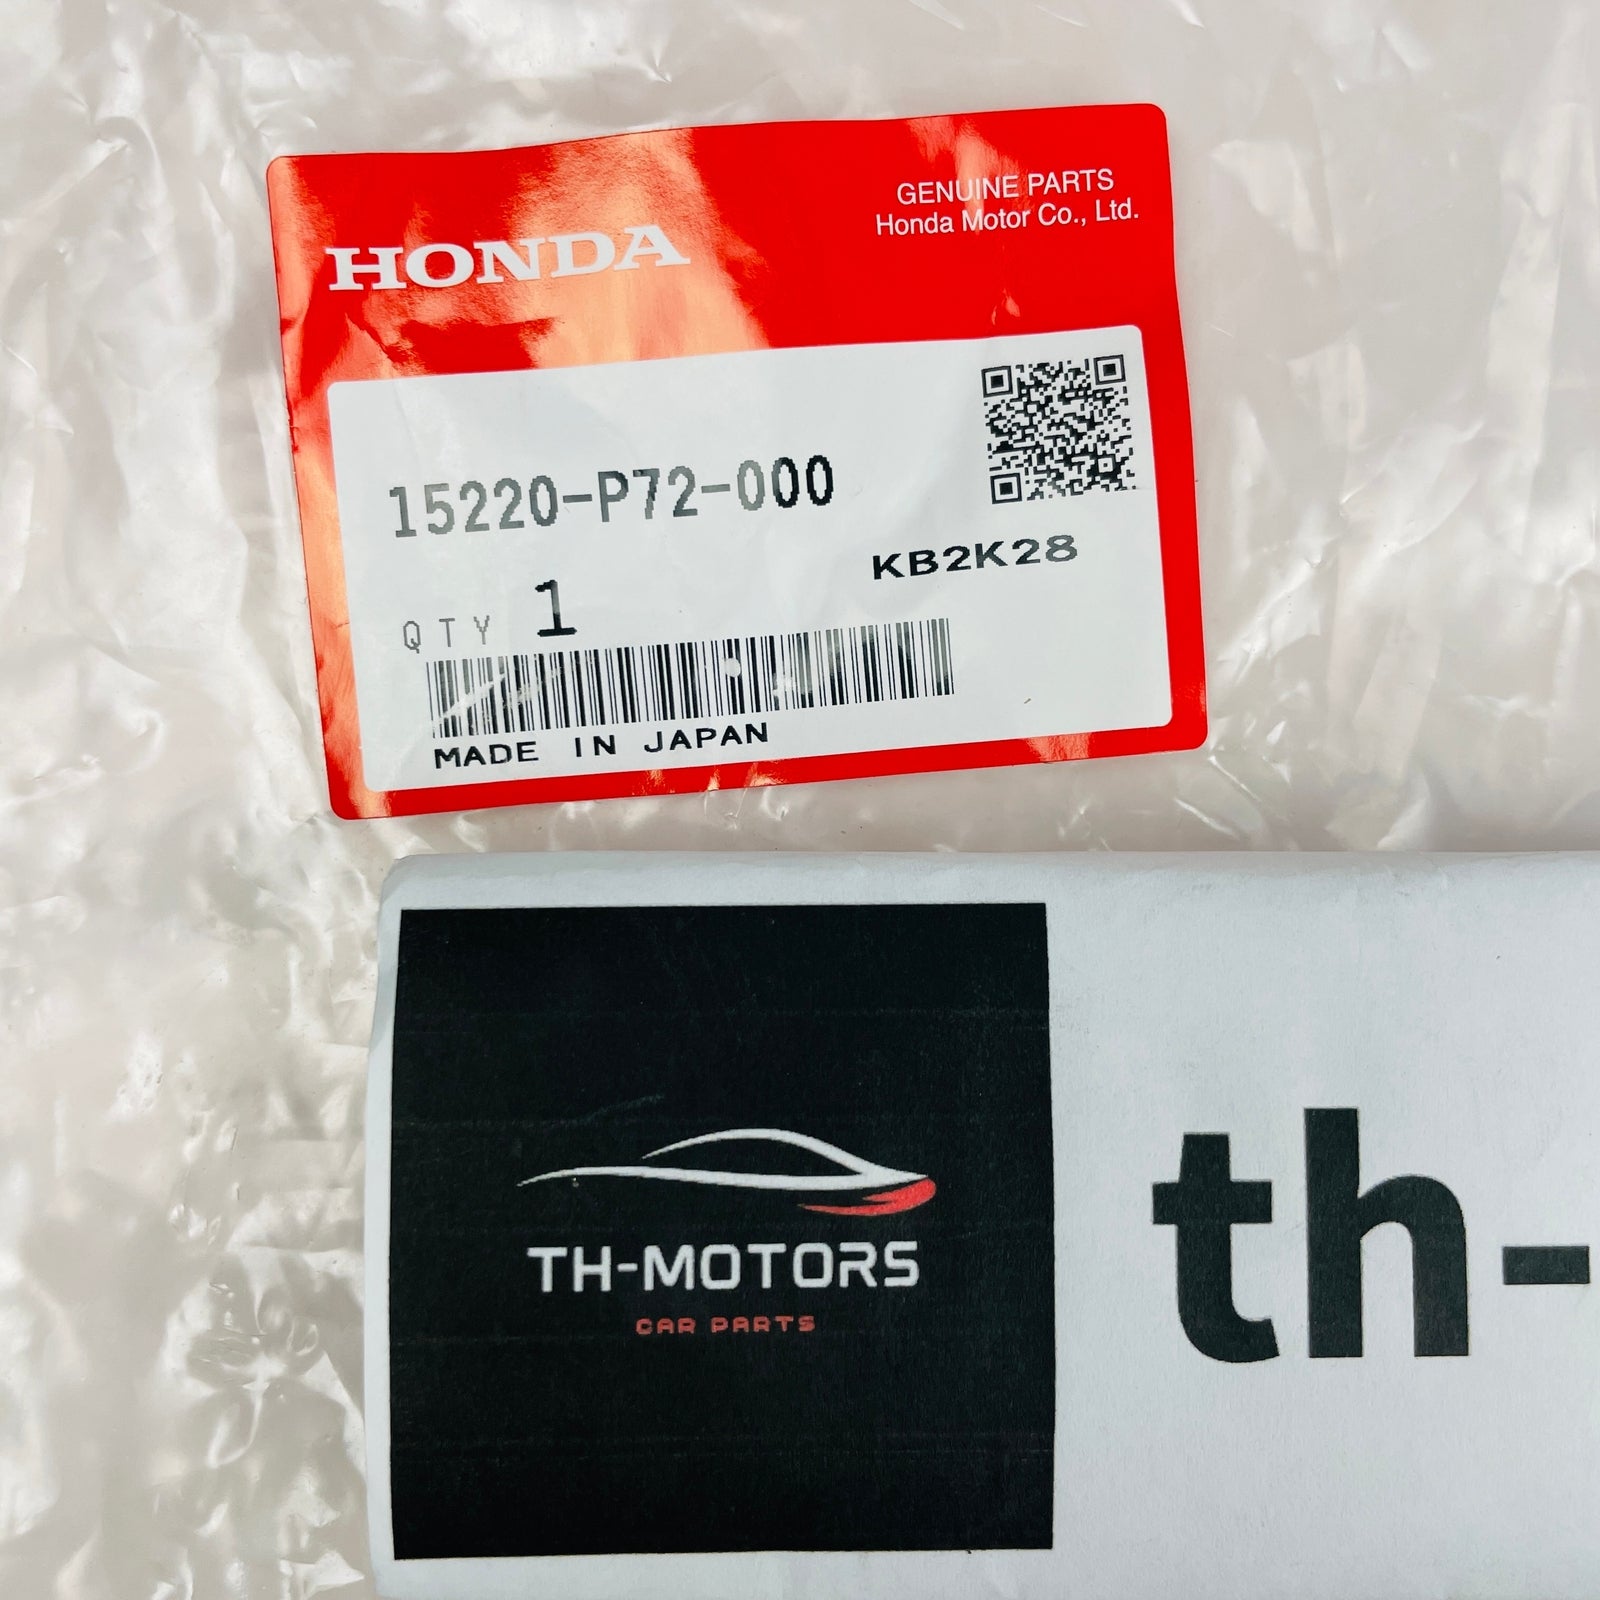 GENUINE PARTS
Honda Motor Co., Ltd.
HONDA
15220-P72-000
KB2K28
QTY 1
MADE IN JAPAN
TH-MOTORS
CAR PARTS
th-